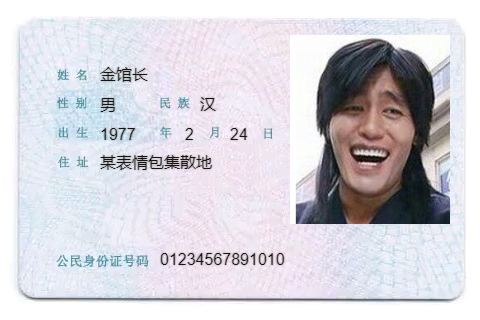 姓名 金馆长
性别 男 民族 汉
出生 1977 年 2 月 24 日
住址 某表情包集散地
公民身份证号码 01234567891010